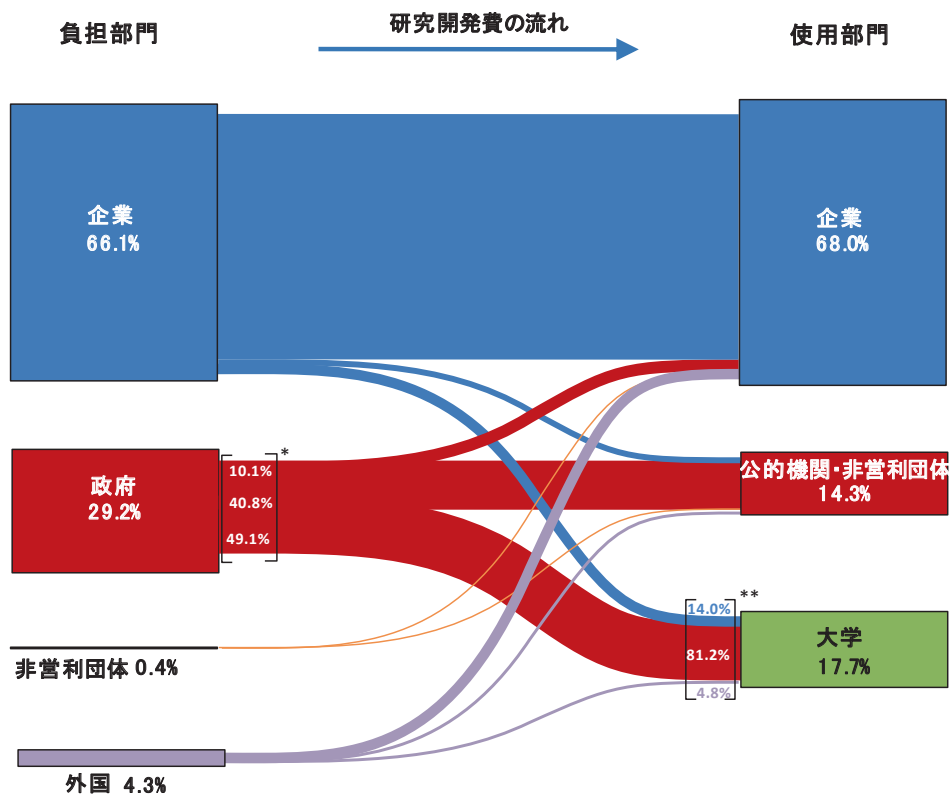 負担部門
研究開発費の流れ
使用部門
企業
66.1%
企業
68.0%
政府
29.2%
*
10.1%
40.8%
49.1%
公的機関・非営利団体
14.3%
**
14.0%
81.2%
4.8%
大学
17.7%
非営利団体 0.4%
外国 4.3%